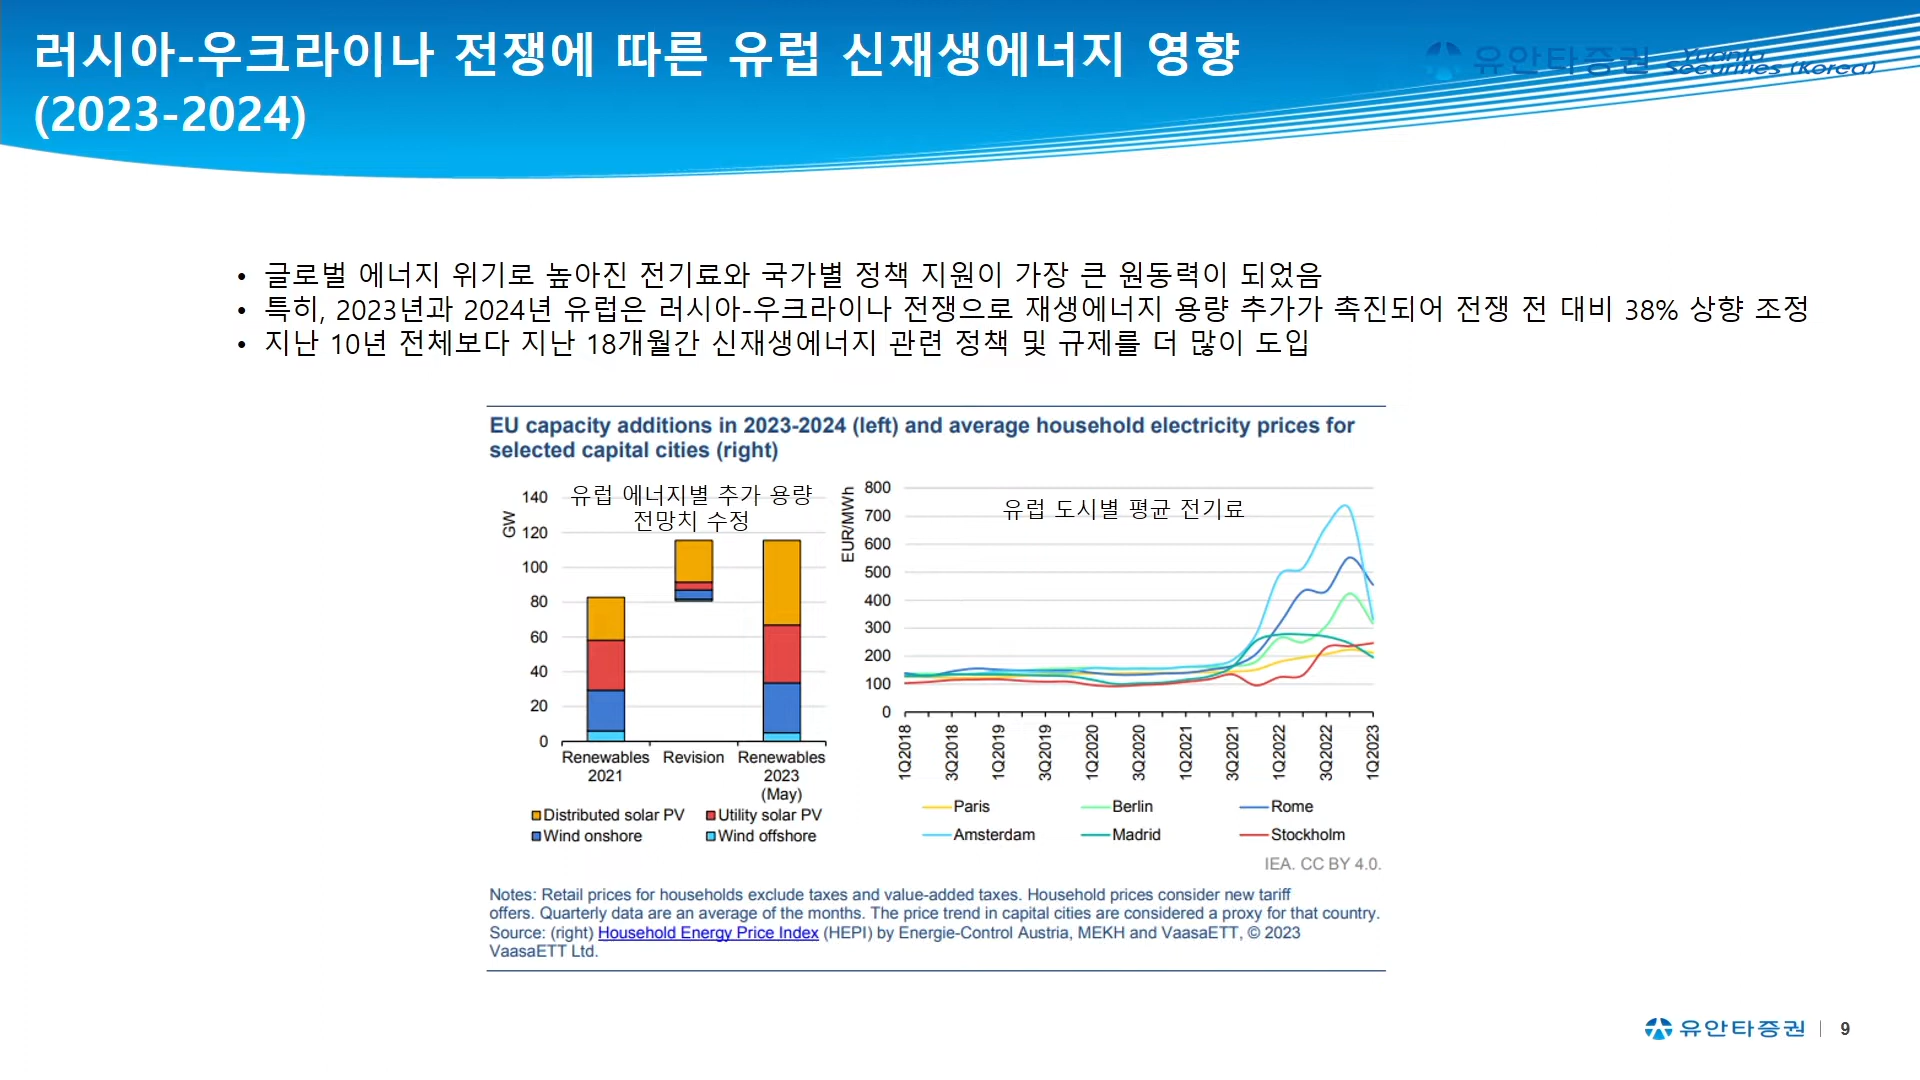 러시아-우크라이나 전쟁에 따른 유럽 신재생에너지 영향
(2023-2024)
유안타증권 Yuanta Securities (Korea)
• 글로벌 에너지 위기로 높아진 전기료와 국가별 정책 지원이 가장 큰 원동력이 되었음
• 특히, 2023년과 2024년 유럽은 러시아-우크라이나 전쟁으로 재생에너지 용량 추가가 촉진되어 전쟁 전 대비 38% 상향 조정
• 지난 10년 전체보다 지난 18개월간 신재생에너지 관련 정책 및 규제를 더 많이 도입
EU capacity additions in 2023-2024 (left) and average household electricity prices for
selected capital cities (right)
유럽 에너지별 추가 용량
전망치 수정
GW
140
120
100
80
60
40
20
0
Renewables
2021
Revision
Renewables
2023
(May)
Distributed solar PV
Utility solar PV
Wind onshore
Wind offshore
유럽 도시별 평균 전기료
EUR/MWh
800
700
600
500
400
300
200
100
0
1Q2018
3Q2018
1Q2019
3Q2019
1Q2020
3Q2020
1Q2021
3Q2021
1Q2022
3Q2022
1Q2023
Paris
Berlin
Rome
Amsterdam
Madrid
Stockholm
IEA. CC BY 4.0.
Notes: Retail prices for households exclude taxes and value-added taxes. Household prices consider new tariff
offers. Quarterly data are an average of the months. The price trend in capital cities are considered a proxy for that country.
Source: (right) Household Energy Price Index (HEPI) by Energie-Control Austria, MEKH and VaasaETT, © 2023
VaasaETT Ltd.
유안타증권 | 9